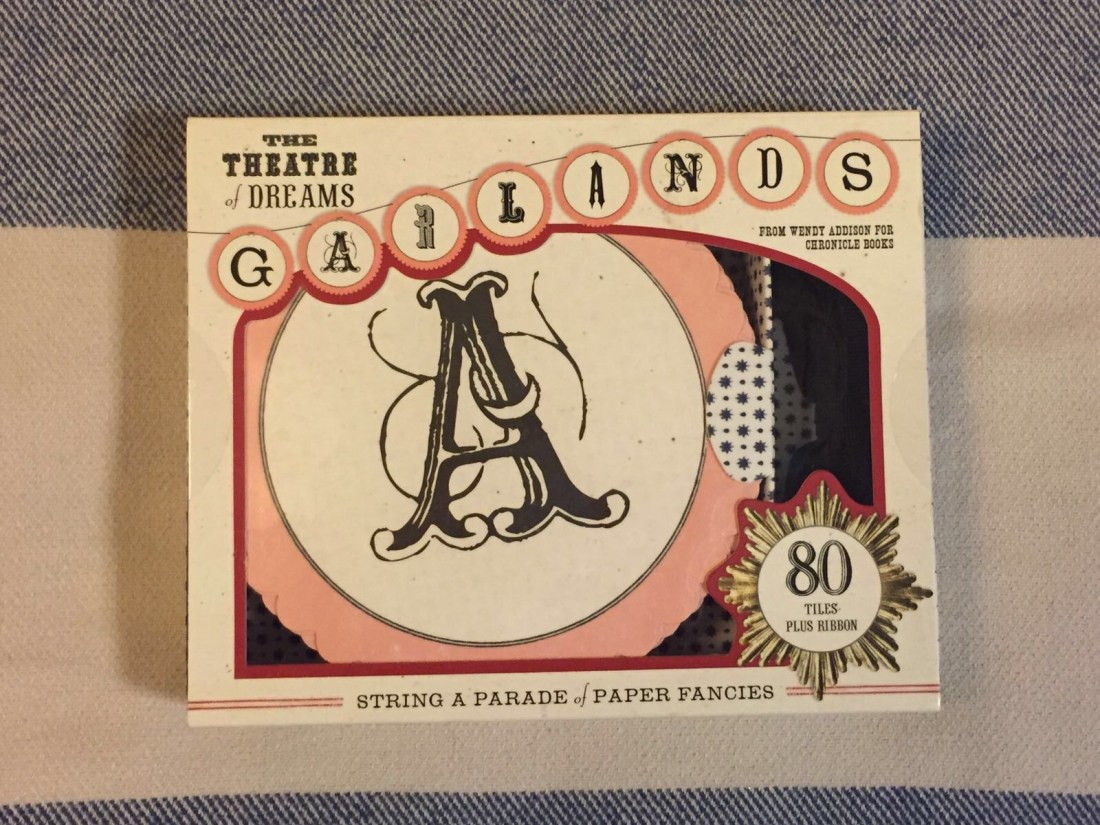 THE
THEATRE
of DREAMS
GARLANDS
FROM WENDY ADDISON FOR
CHRONICLE BOOKS
A
80
TILES
PLUS RIBBON
STRING A PARADE of PAPER FANCIES